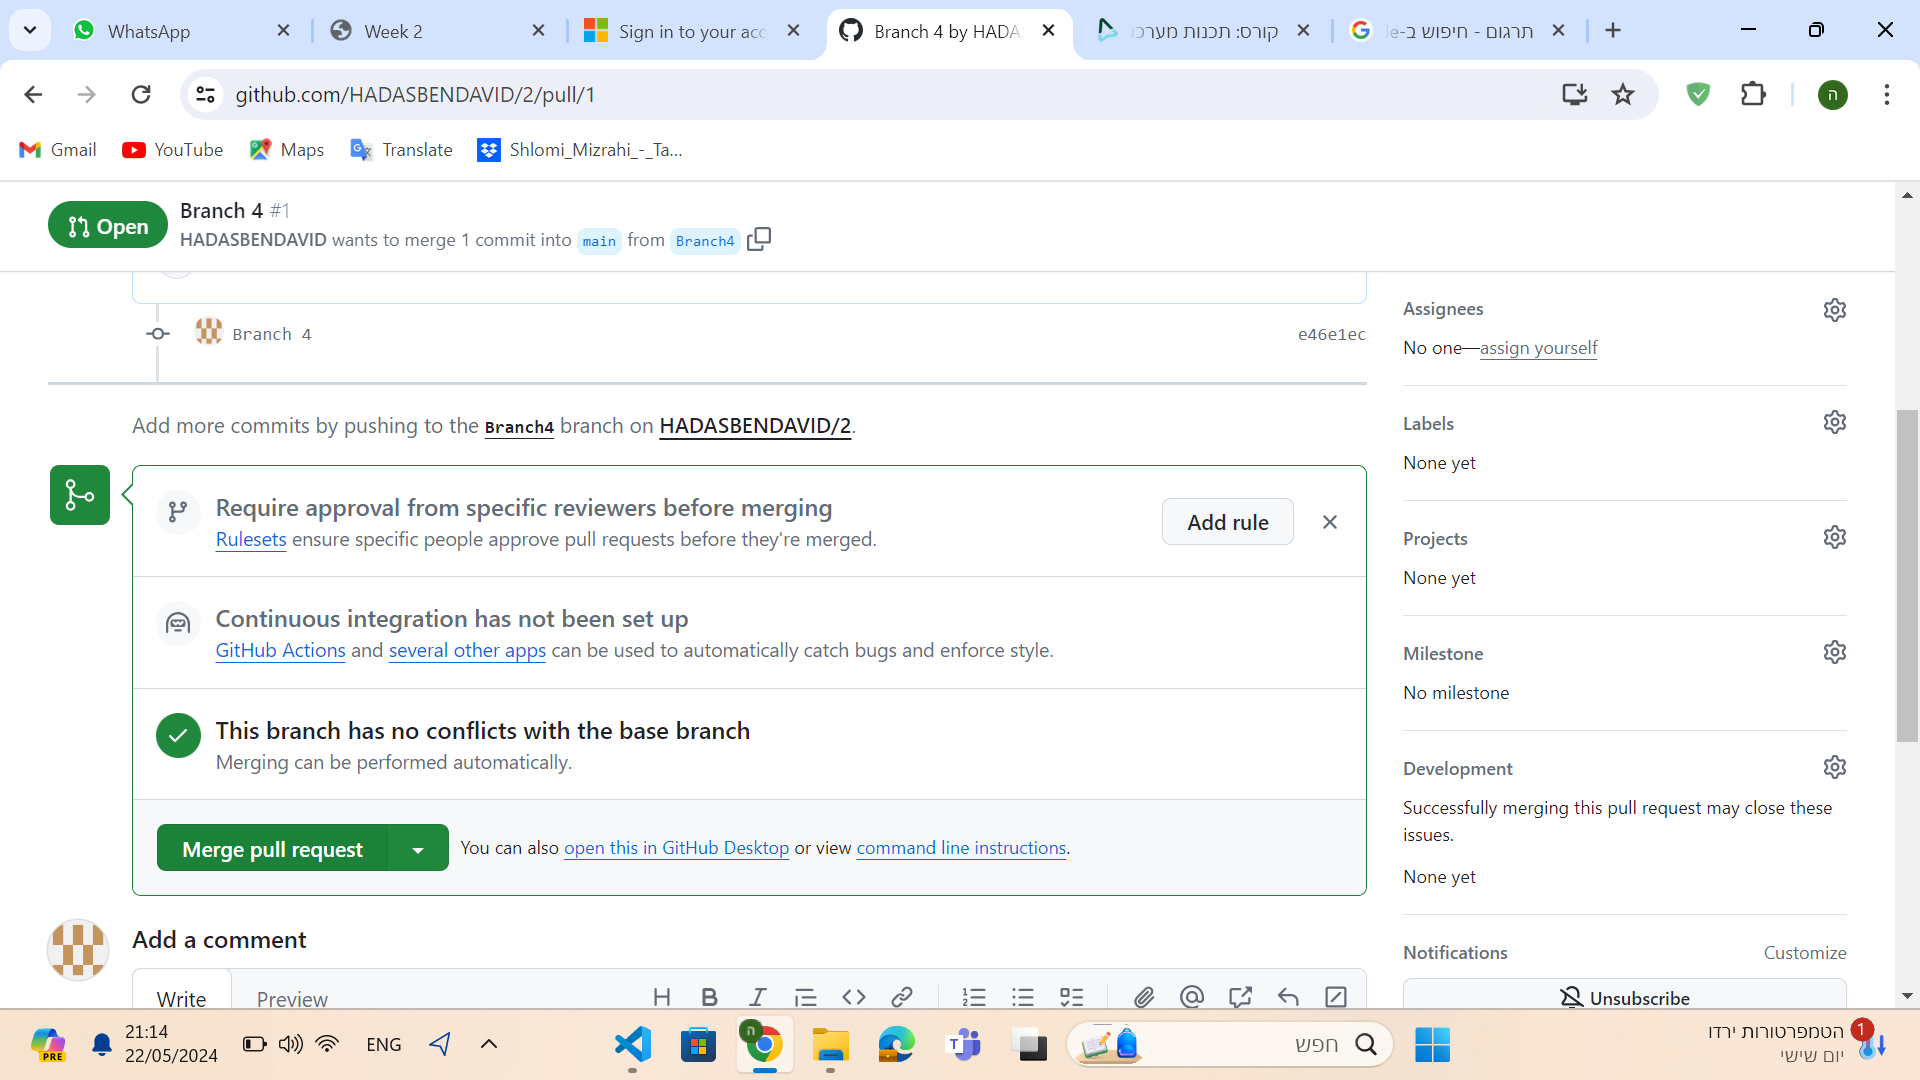 WhatsApp
Week 2
Sign in to your acc
Branch 4 by HADAS
קורס: תכנות מערכו
תרגום - חיפוש ב-le
github.com/HADASBENDAVID/2/pull/1
ה
Gmail
YouTube
Maps
Translate
Shlomi_Mizrahi_-_Ta...
Open
Branch 4 #1
HADASBENDAVID wants to merge 1 commit into main from Branch4
Branch 4
e46e1ec
Add more commits by pushing to the Branch4 branch on HADASBENDAVID/2.
Require approval from specific reviewers before merging
Rulesets ensure specific people approve pull requests before they're merged.
Add rule
Continuous integration has not been set up
GitHub Actions and several other apps can be used to automatically catch bugs and enforce style.
This branch has no conflicts with the base branch
Merging can be performed automatically.
Merge pull request
You can also open this in GitHub Desktop or view command line instructions.
Add a comment
Write
Preview
Assignees
No one—assign yourself
Labels
None yet
Projects
None yet
Milestone
No milestone
Development
Successfully merging this pull request may close these
issues.
None yet
Notifications
Customize
Unsubscribe
PRE
21:14
22/05/2024
ENG
ה
T
חפש
הטמפרטורות ירדו
יום שישי
1